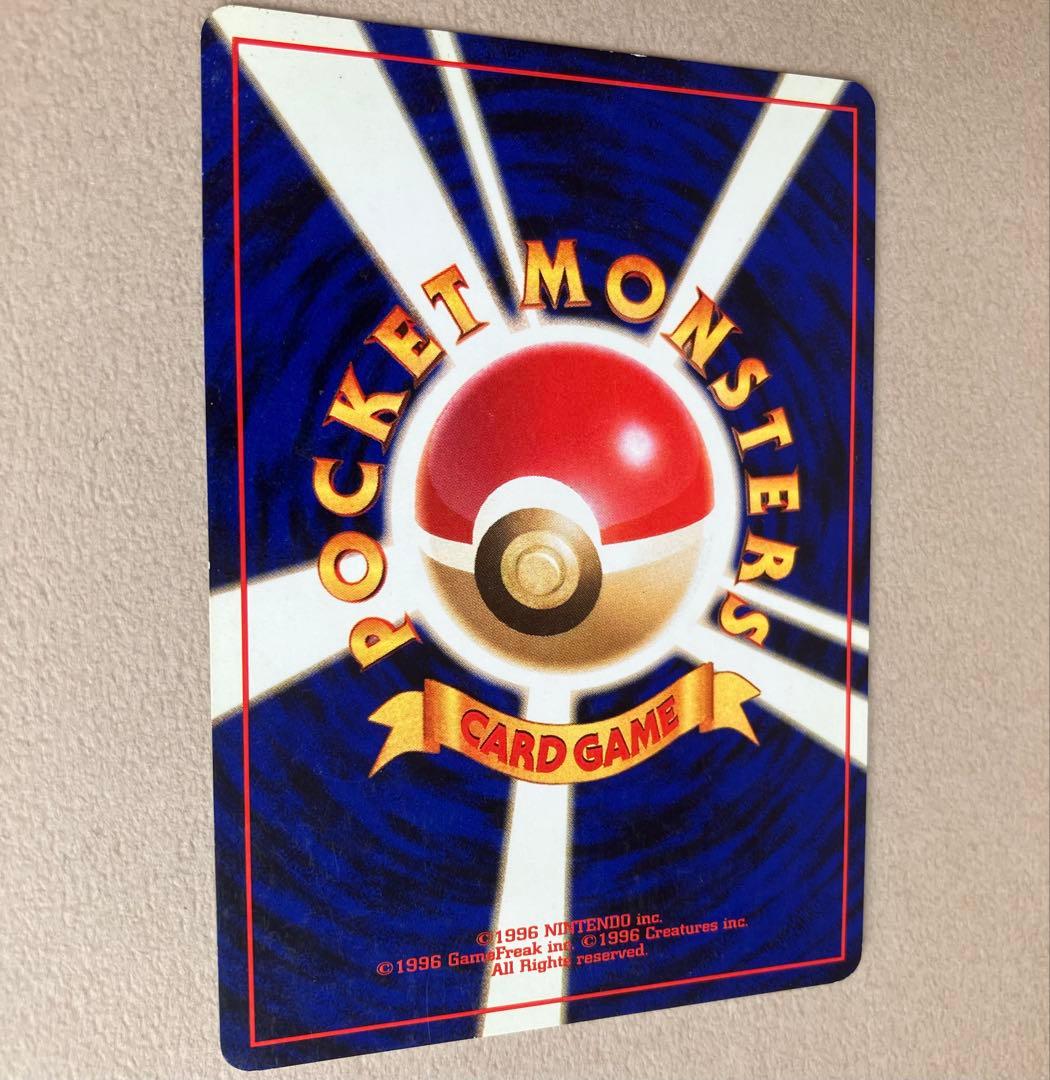 POCKET MONSTERS
CARD GAME
©1996 NINTENDO inc.
©1996 GameFreak inc. ©1996 Creatures inc.
All Rights reserved.